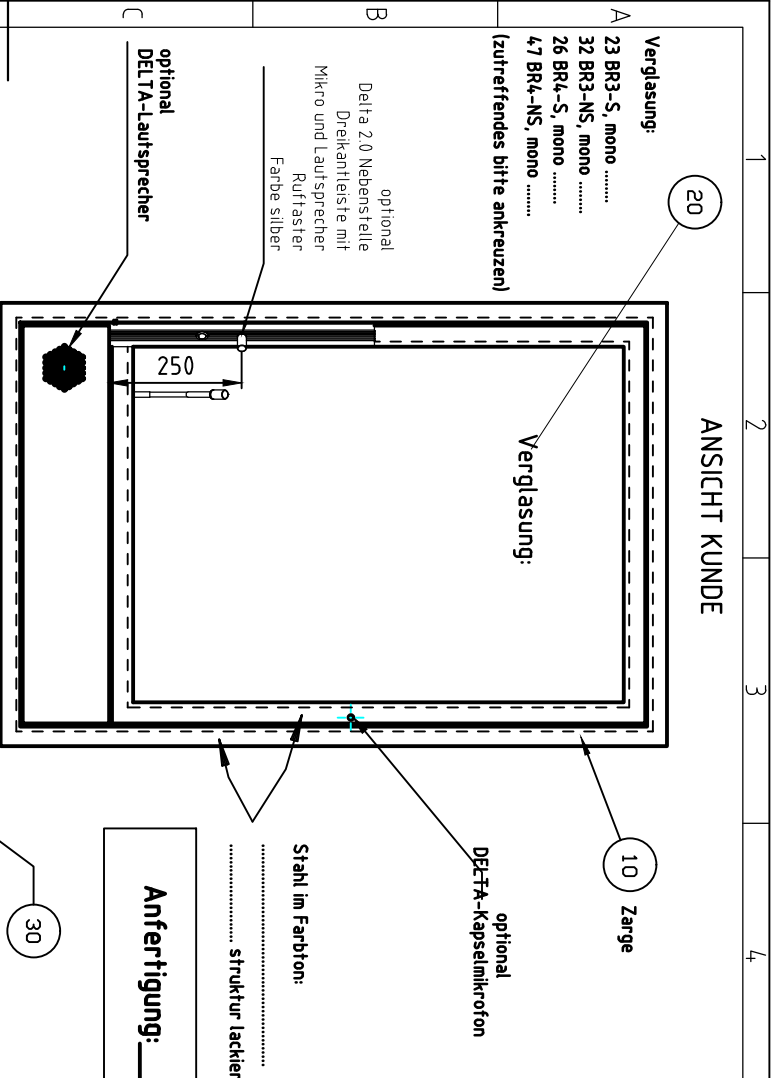 1
2
3
4
A
B
C
ANSICHT KUNDE
Verglasung:
23 BR3-S, mono ........
32 BR3-NS, mono ........
26 BR4-S, mono ........
47 BR4-NS, mono ........
(zutreffendes bitte ankreuzen)
20
Verglasung:
10
Zarge
optional
Delta 2.0 Nebenstelle
Dreikantleiste mit
Mikro und Lautsprecher
Ruftaster
Farbe silber
optional
DELTA-Lautsprecher
250
optional
DELTA-Kapselmikrofon
Stahl im Farbton:
struktur lackier
Anfertigung:
30